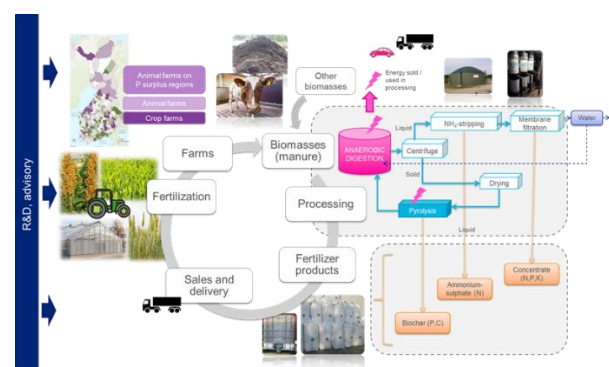 R&D, advisory
Animal farms on
P surplus regions
Animal farms
Crop farms
Other
biomasses
Energy sold /
used in
processing
Farms
Biomasses
(manure)
Fertilization
Processing
Sales and
delivery
Fertilizer
products
ANAEROBIC
DIGESTION
Liquid
Centrifuge
Solid
NH₄-stripping
Membrane
filtration
Water
Drying
Pyrolysis
Liquid
Concentrate
(N,P,K)
Ammonium-
sulphate (N)
Biochar (P,C)